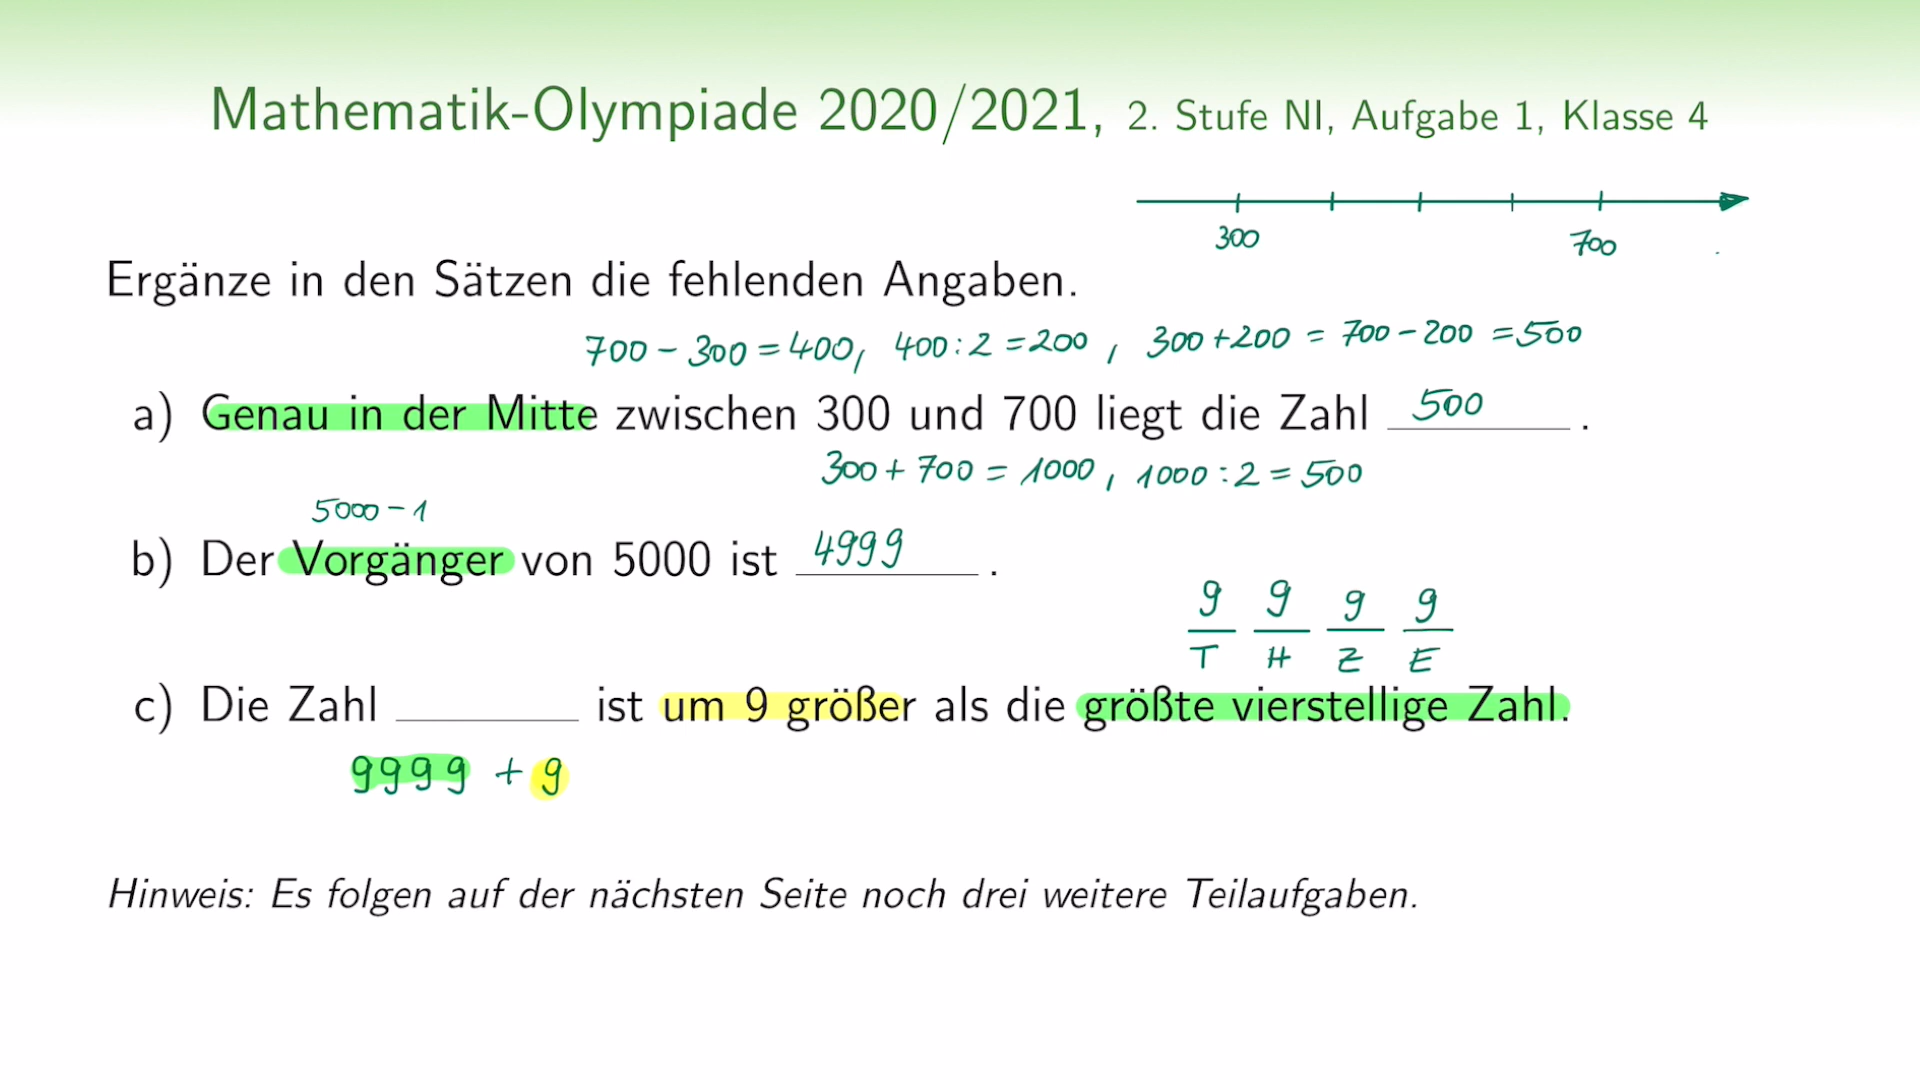 Mathematik-Olympiade 2020/2021, 2. Stufe NI, Aufgabe 1, Klasse 4
300 700
Ergänze in den Sätzen die fehlenden Angaben.
700 - 300 = 400, 400 : 2 = 200 , 300 + 200 = 700 - 200 = 500
a) Genau in der Mitte zwischen 300 und 700 liegt die Zahl 500 .
300 + 700 = 1000 , 1000 : 2 = 500
5000 - 1
b) Der Vorgänger von 5000 ist 4999 .
9 9 9 9
T H Z E
c) Die Zahl ________ ist um 9 größer als die größte vierstellige Zahl.
9999 + 9
Hinweis: Es folgen auf der nächsten Seite noch drei weitere Teilaufgaben.